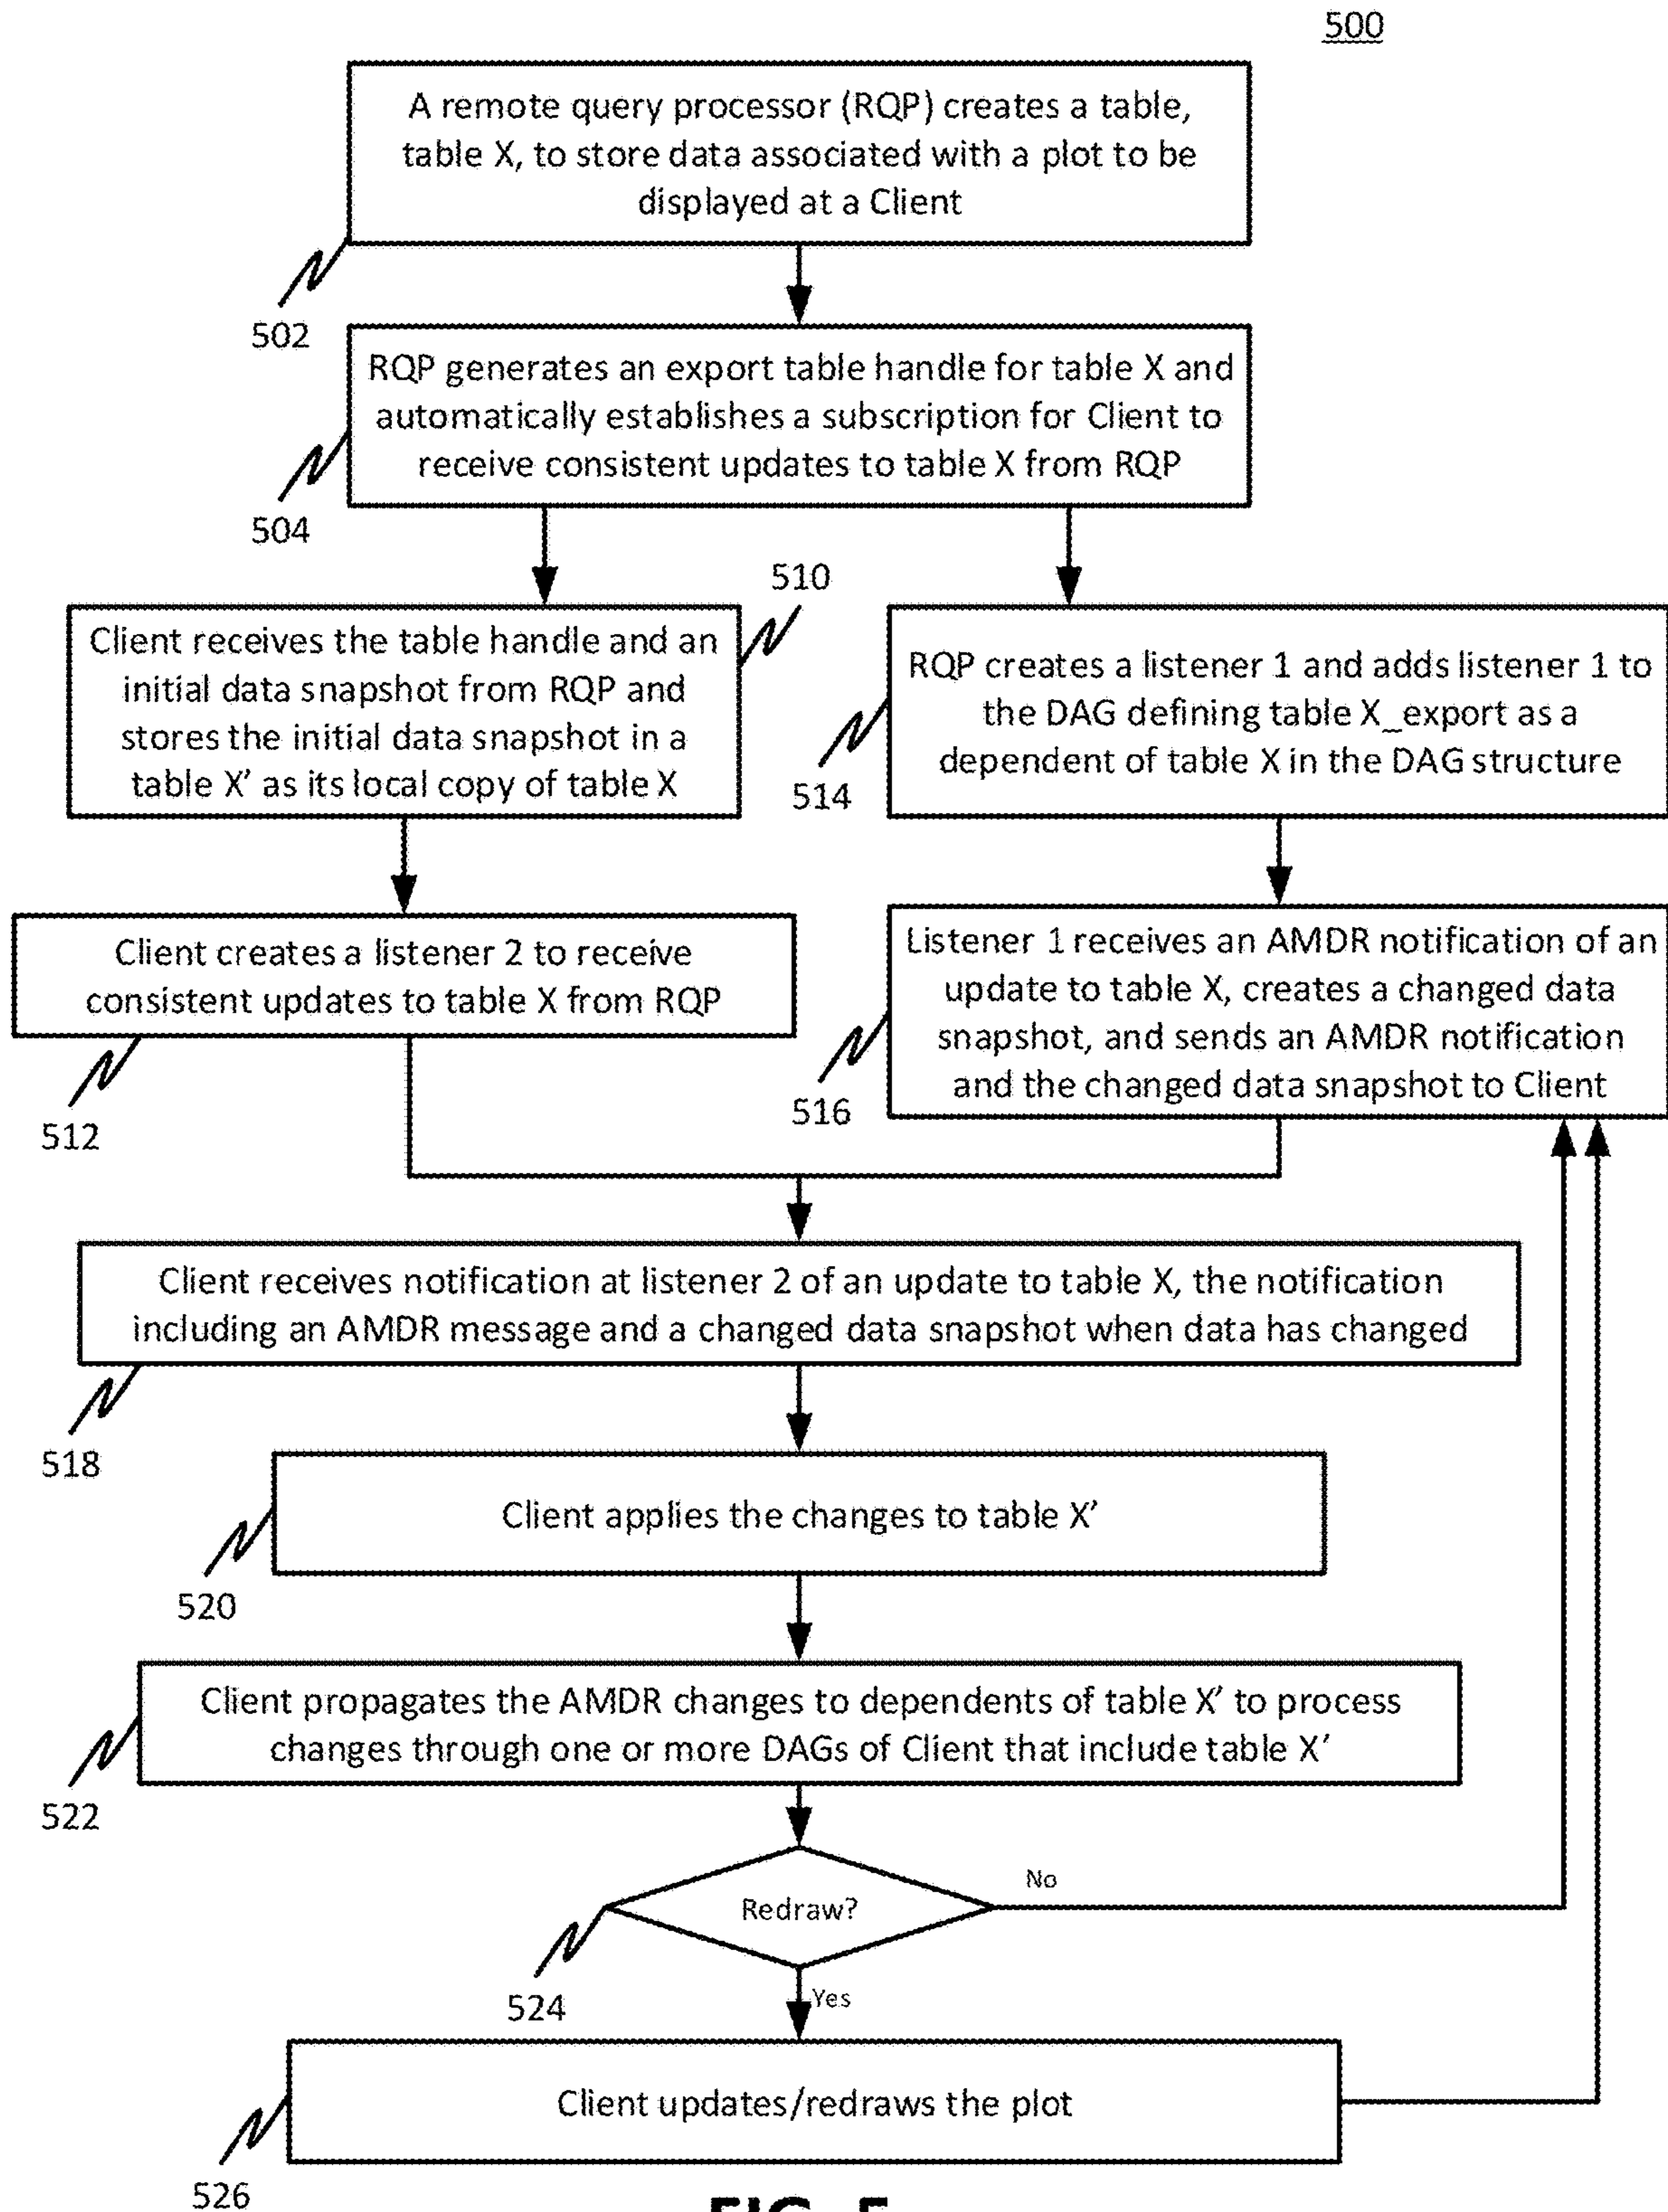 500
A remote query processor (RQP) creates a table,
table X, to store data associated with a plot to be
displayed at a Client
502
RQP generates an export table handle for table X and
automatically establishes a subscription for Client to
receive consistent updates to table X from RQP
504
510
Client receives the table handle and an
initial data snapshot from RQP and
stores the initial data snapshot in a
table X’ as its local copy of table X
RQP creates a listener 1 and adds listener 1 to
the DAG defining table X_export as a
dependent of table X in the DAG structure
514
Client creates a listener 2 to receive
consistent updates to table X from RQP
512
Listener 1 receives an AMDR notification of an
update to table X, creates a changed data
snapshot, and sends an AMDR notification
and the changed data snapshot to Client
516
Client receives notification at listener 2 of an update to table X, the notification
including an AMDR message and a changed data snapshot when data has changed
518
Client applies the changes to table X’
520
Client propagates the AMDR changes to dependents of table X’ to process
changes through one or more DAGs of Client that include table X’
522
Redraw?
No
524
Yes
Client updates/redraws the plot
526
FIG. 5